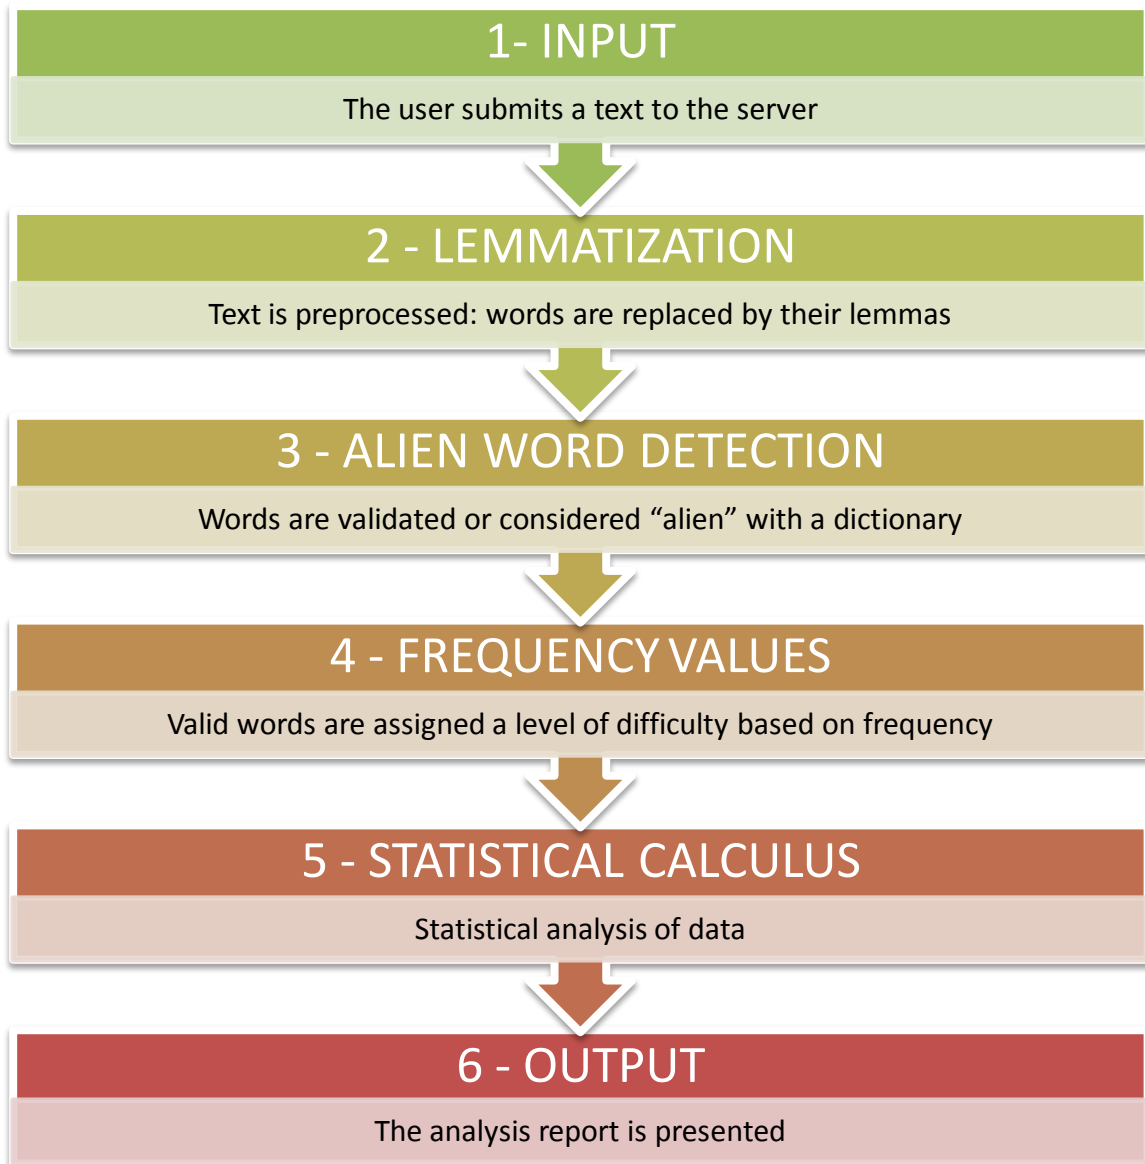 1- INPUT
The user submits a text to the server
2 - LEMMATIZATION
Text is preprocessed: words are replaced by their lemmas
3 - ALIEN WORD DETECTION
Words are validated or considered “alien” with a dictionary
4 - FREQUENCY VALUES
Valid words are assigned a level of difficulty based on frequency
5 - STATISTICAL CALCULUS
Statistical analysis of data
6 - OUTPUT
The analysis report is presented